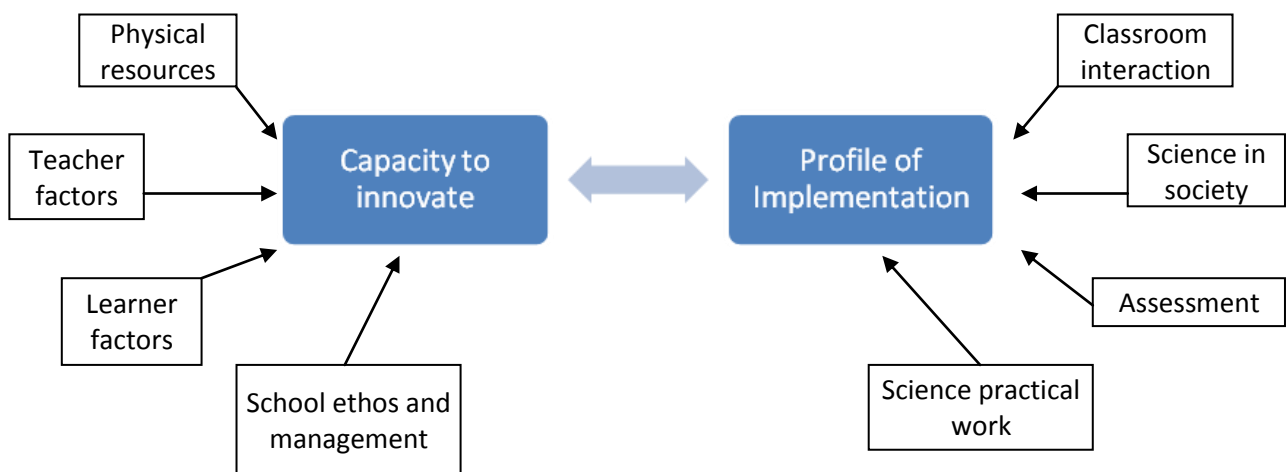 Physical
resources
Teacher
factors
Learner
factors
School ethos and
management
Capacity to
innovate
Profile of
Implementation
Classroom
interaction
Science in
society
Assessment
Science practical
work